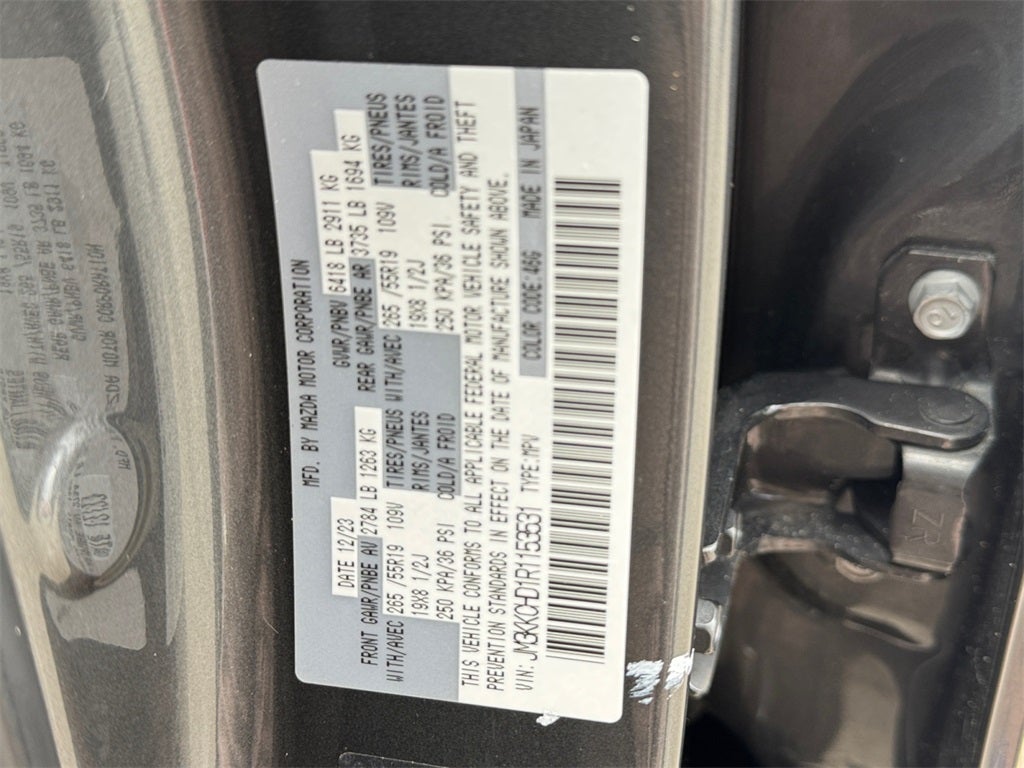 MFD. BY MAZDA MOTOR CORPORATION
DATE 12/23 GVWR/PNBV 6418 LB 2911 KG
FRONT GAWR/PNBE AV 2784 LB 1263 KG REAR GAWR/PNBE AR 3735 LB 1694 KG
WITH/AVEC 265 /55R19 109V TIRES/PNEUS WITH/AVEC 265 /55R19 109V TIRES/PNEUS
19X8 1/2J RIMS/JANTES 19X8 1/2J RIMS/JANTES
250 KPA/36 PSI COLD/A FROID 250 KPA/36 PSI. COLD/A FROID
THIS VEHICLE CONFORMS TO ALL APPLICABLE FEDERAL MOTOR VEHICLE SAFETY AND THEFT
PREVENTION STANDARDS IN EFFECT ON THE DATE OF MANUFACTURE SHOWN ABOVE.
VIN: JM3KKCHD1R1153531 TYPE:MPV COLOR CODE:46G MADE IN JAPAN
ZR